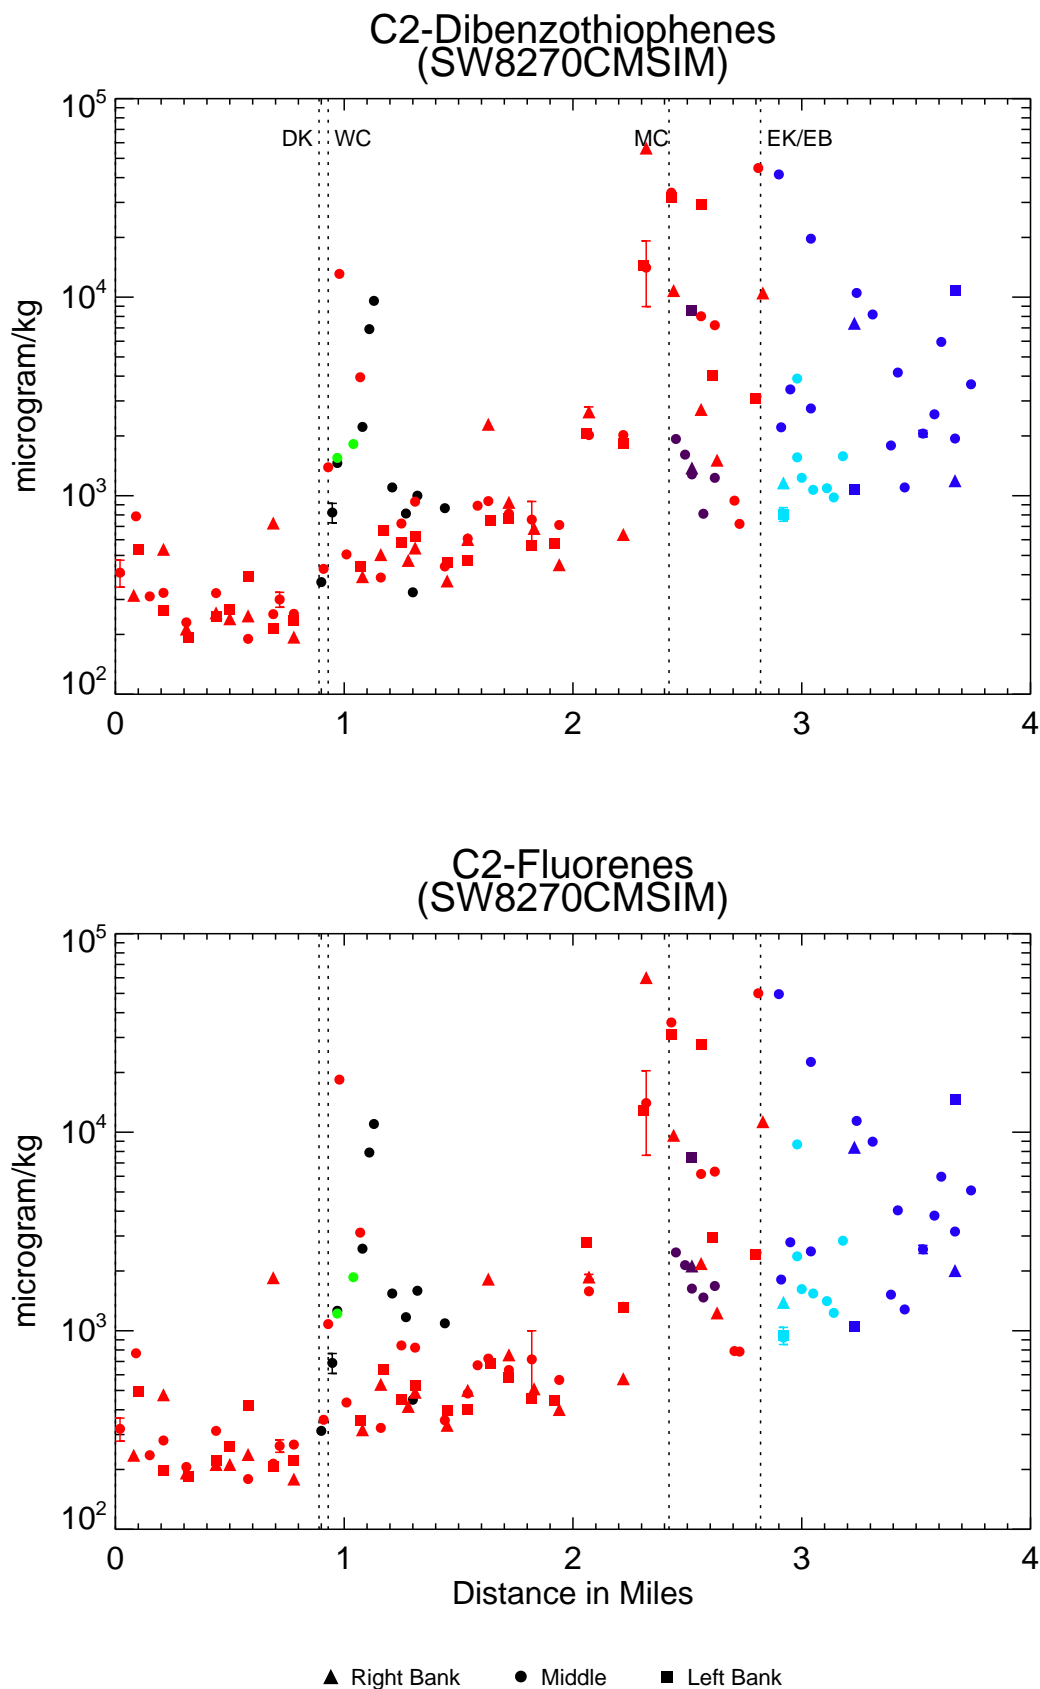 C2-Dibenzothiophenes
(SW8270CMSIM)
10^5
DK WC MC EK/EB
10^4
microgram/kg
10^3
10^2
0 1 2 3 4
C2-Fluorenes
(SW8270CMSIM)
10^5
10^4
microgram/kg
10^3
10^2
0 1 2 3 4
Distance in Miles
Right Bank Middle Left Bank